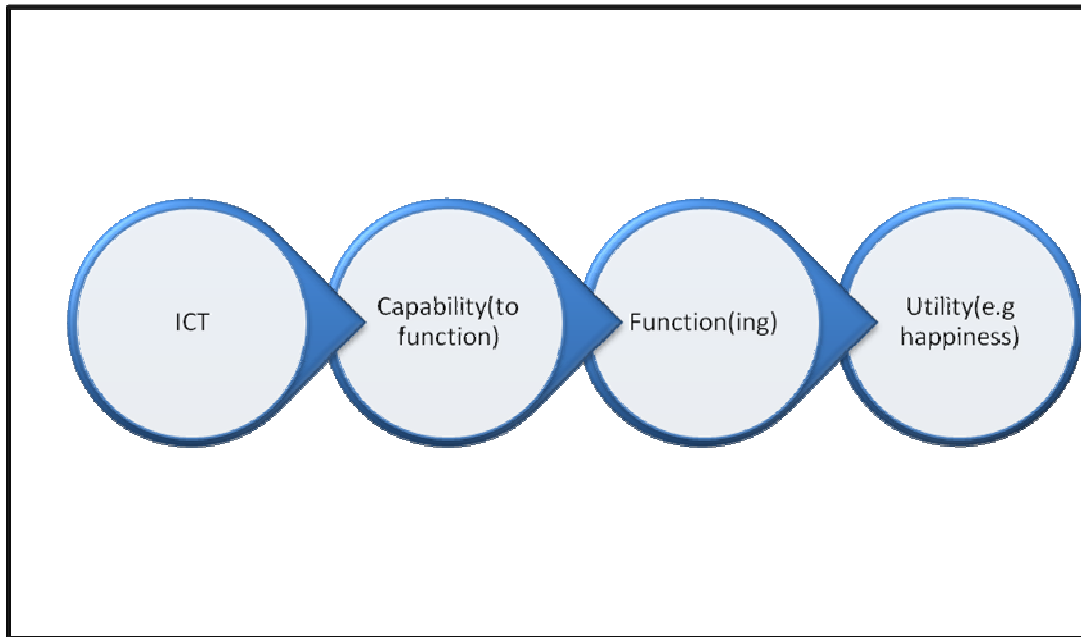 ICT
Capability(to
function)
Function(ing)
Utility(e.g
happiness)